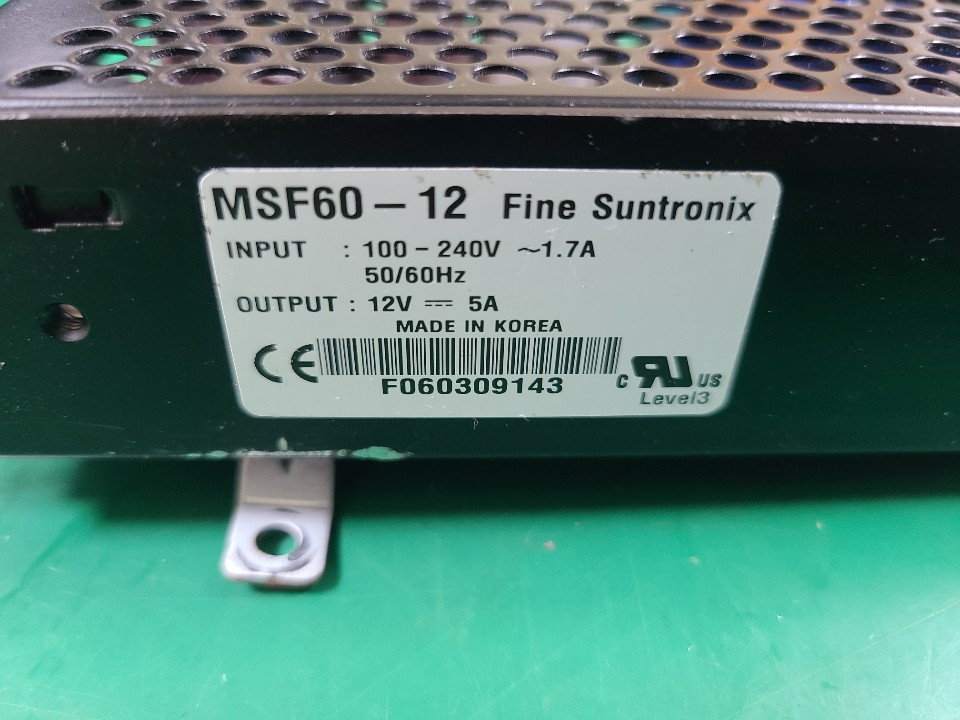 MSF60-12 Fine Suntronix
INPUT : 100-240V ~1.7A
50/60Hz
OUTPUT : 12V ⎓ 5A
MADE IN KOREA
CE
F060309143
c RU US
Level3